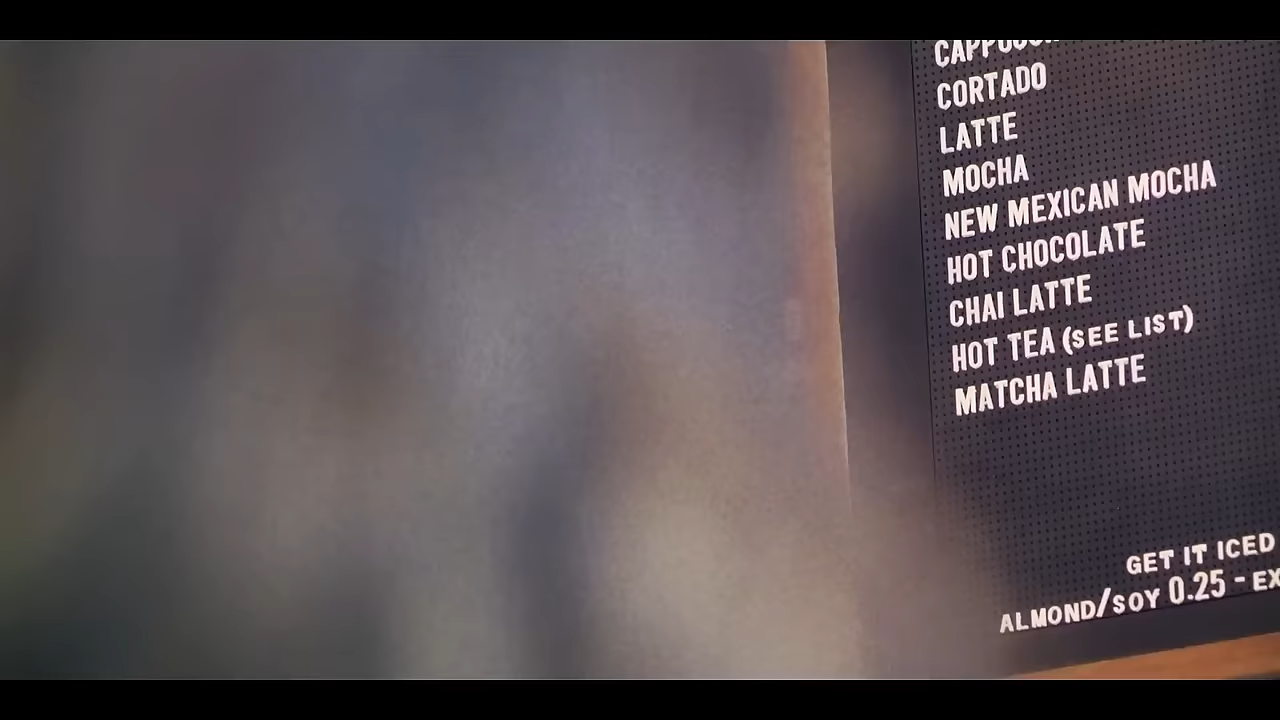 CORTADO
LATTE
MOCHA
NEW MEXICAN MOCHA
HOT CHOCOLATE
CHAI LATTE
HOT TEA (SEE LIST)
MATCHA LATTE
GET IT ICED
ALMOND/SOY 0.25 -